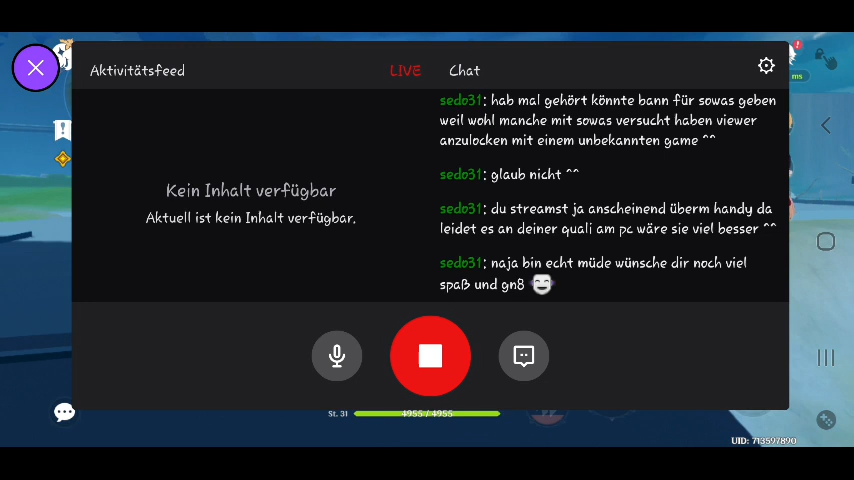 Aktivitätsfeed
LIVE
Chat
ms
sedo31: hab mal gehört könnte bann für sowas geben
weil wohl manche mit sowas versucht haben viewer
anzulocken mit einem unbekannten game ^^
sedo31: glaub nicht ^^
sedo31: du streamst ja anscheinend überm handy da
leidet es an deiner quali am pc wäre sie viel besser ^^
sedo31: naja bin echt müde wünsche dir noch viel
spaß und gn8
Kein Inhalt verfügbar
Aktuell ist kein Inhalt verfügbar.
St. 31
4955 / 4955
UID: 713597890